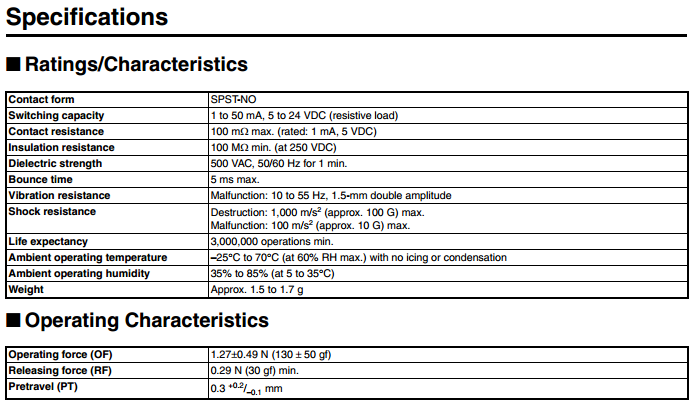 Specifications
■ Ratings/Characteristics
Contact form SPST-NO
Switching capacity 1 to 50 mA, 5 to 24 VDC (resistive load)
Contact resistance 100 mΩ max. (rated: 1 mA, 5 VDC)
Insulation resistance 100 MΩ min. (at 250 VDC)
Dielectric strength 500 VAC, 50/60 Hz for 1 min.
Bounce time 5 ms max.
Vibration resistance Malfunction: 10 to 55 Hz, 1.5-mm double amplitude
Shock resistance Destruction: 1,000 m/s² (approx. 100 G) max.
Malfunction: 100 m/s² (approx. 10 G) max.
Life expectancy 3,000,000 operations min.
Ambient operating temperature –25°C to 70°C (at 60% RH max.) with no icing or condensation
Ambient operating humidity 35% to 85% (at 5 to 35°C)
Weight Approx. 1.5 to 1.7 g
■ Operating Characteristics
Operating force (OF) 1.27±0.49 N (130 ± 50 gf)
Releasing force (RF) 0.29 N (30 gf) min.
Pretravel (PT) 0.3 +0.2/–0.1 mm